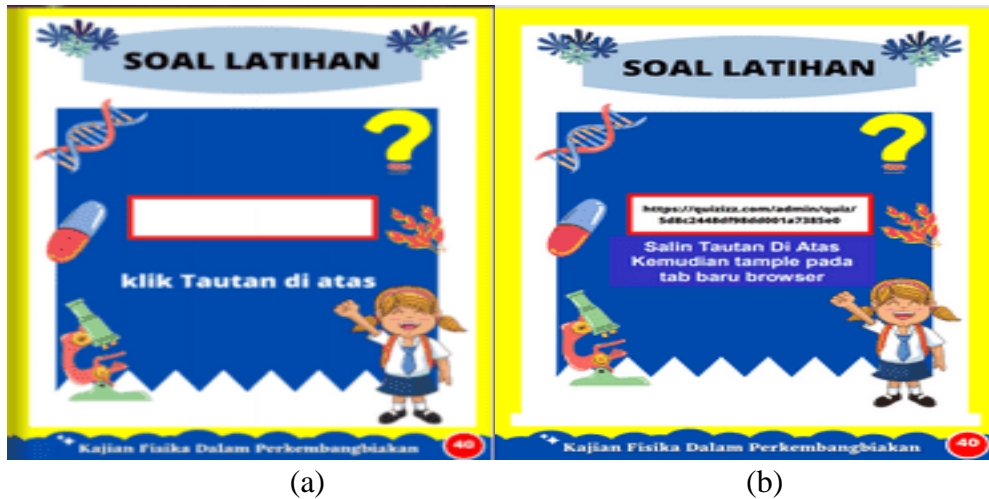 SOAL LATIHAN
?
klik Tautan di atas
Kajian Fisika Dalam Perkembangbiakan
40
(a)
SOAL LATIHAN
?
https://quizizz.com/admin/quiz/
5d8c2448df98dd001a7385e0
Salin Tautan Di Atas
Kemudian tample pada
tab baru browser
Kajian Fisika Dalam Perkembangbiakan
40
(b)